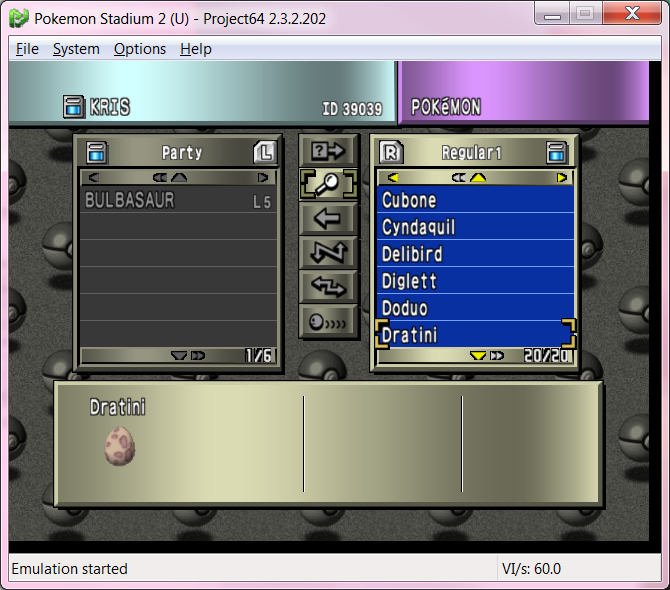 Pokemon Stadium 2 (U) - Project64 2.3.2.202
File System Options Help
KRIS ID 39039 POKéMON
Party L R Regular1
BULBASAUR L5
Cubone
Cyndaquil
Delibird
Diglett
Doduo
Dratini
1/6 20/20
Dratini
Emulation started VI/s: 60.0